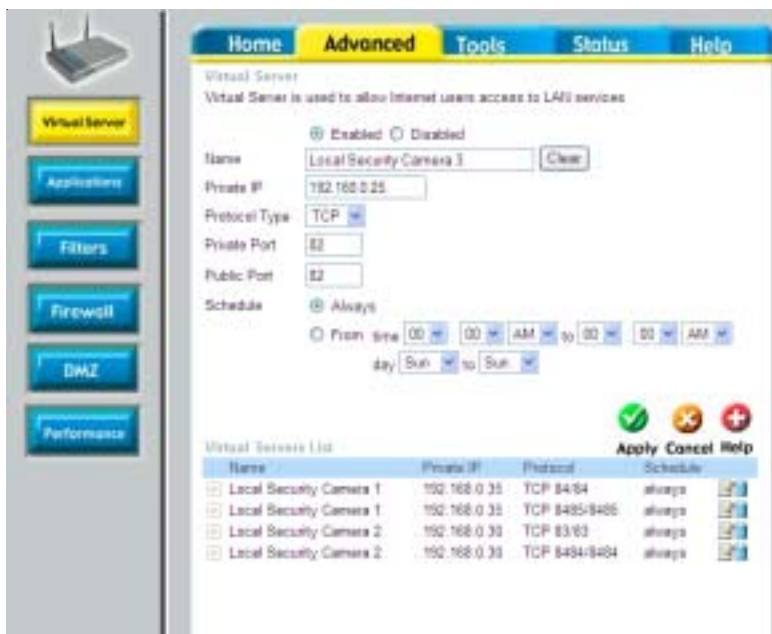 Home Advanced Tools Status Help
Virtual Server
Virtual Server is used to allow Internet users access to LAN services
Enabled Disabled
Name Local Security Camera 3 Clear
Private IP 192.168.0.25
Protocol Type TCP
Private Port 82
Public Port 82
Schedule Always
From time 00 00 AM to 00 00 AM
day Sun to Sun
Apply Cancel Help
Virtual Servers List
Name Private IP Protocol Schedule
Local Security Camera 1 192.168.0.35 TCP 84/84 always
Local Security Camera 1 192.168.0.35 TCP 8485/8485 always
Local Security Camera 2 192.168.0.30 TCP 83/83 always
Local Security Camera 2 192.168.0.30 TCP 8484/8484 always
Virtual Server
Applications
Filters
Firewall
DMZ
Performance